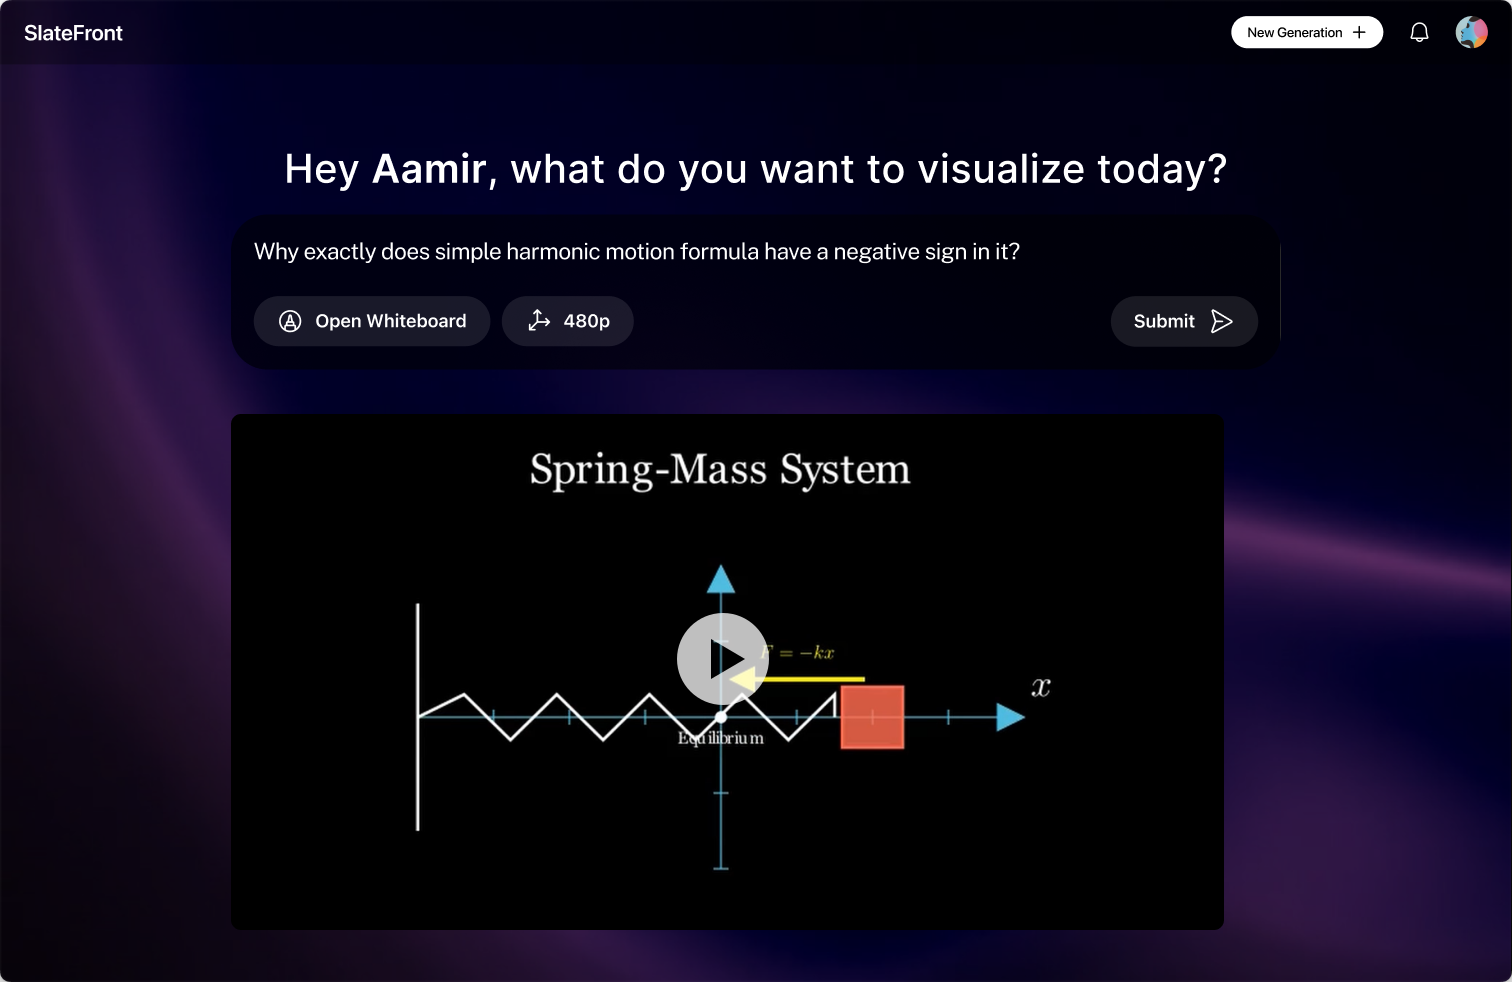 SlateFront
New Generation +
Hey Aamir, what do you want to visualize today?
Why exactly does simple harmonic motion formula have a negative sign in it?
Open Whiteboard
480p
Submit
Spring-Mass System
F = −kx
x
Equilibrium